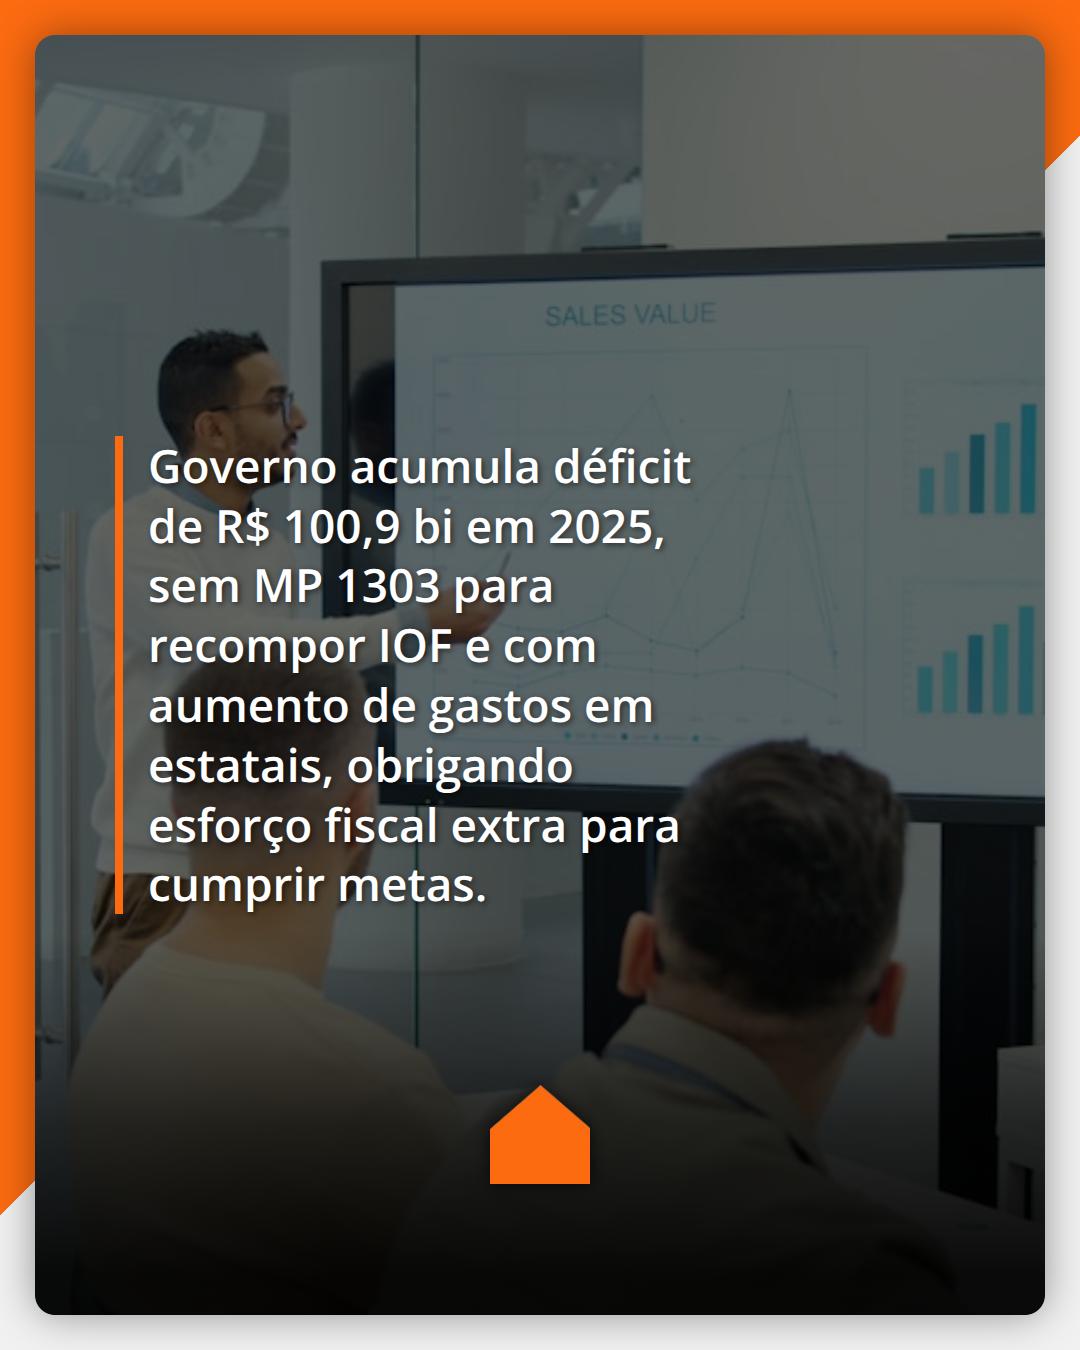 SALES VALUE
Governo acumula déficit
de R$ 100,9 bi em 2025,
sem MP 1303 para
recompor IOF e com
aumento de gastos em
estatais, obrigando
esforço fiscal extra para
cumprir metas.